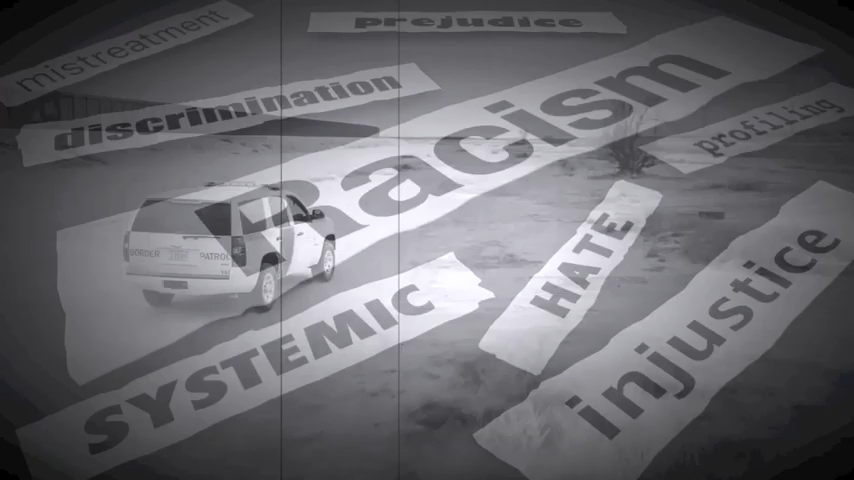 mistreatment
prejudice
discrimination
Racism
profiling
HATE
injustice
BORDER PATROL
SYSTEMIC